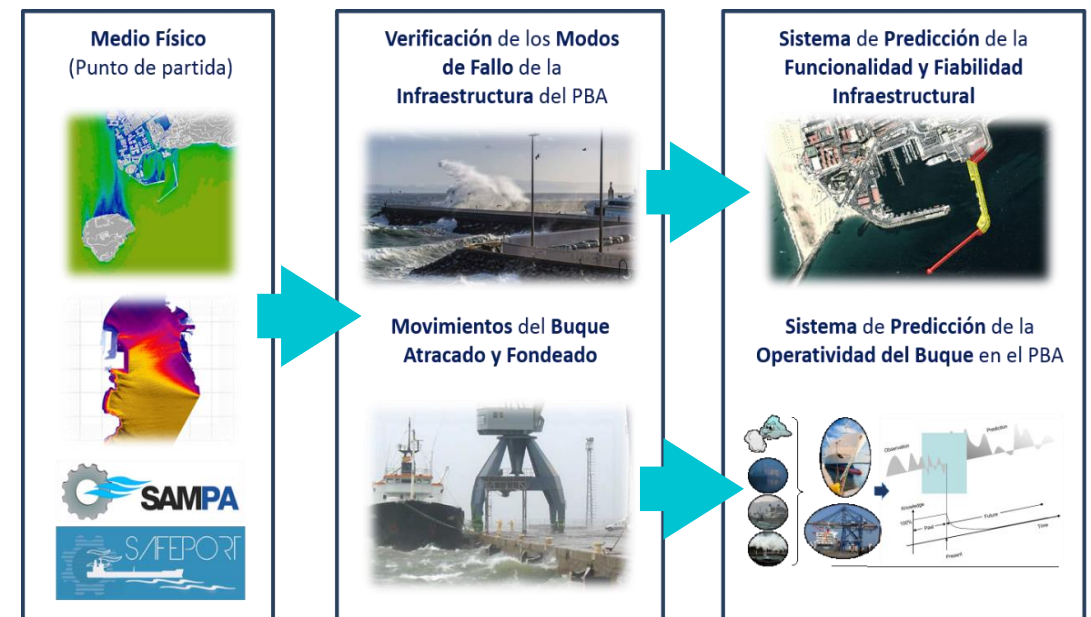 Medio Físico
(Punto de partida)
SAMPA
SAFEPORT
Verificación de los Modos
de Fallo de la
Infraestructura del PBA
Movimientos del Buque
Atracado y Fondeado
Sistema de Predicción de la
Funcionalidad y Fiabilidad
Infraestructural
Sistema de Predicción de la
Operatividad del Buque en el PBA
Observation
Prediction
Knowledge
100%
Past
Future
Time
Present